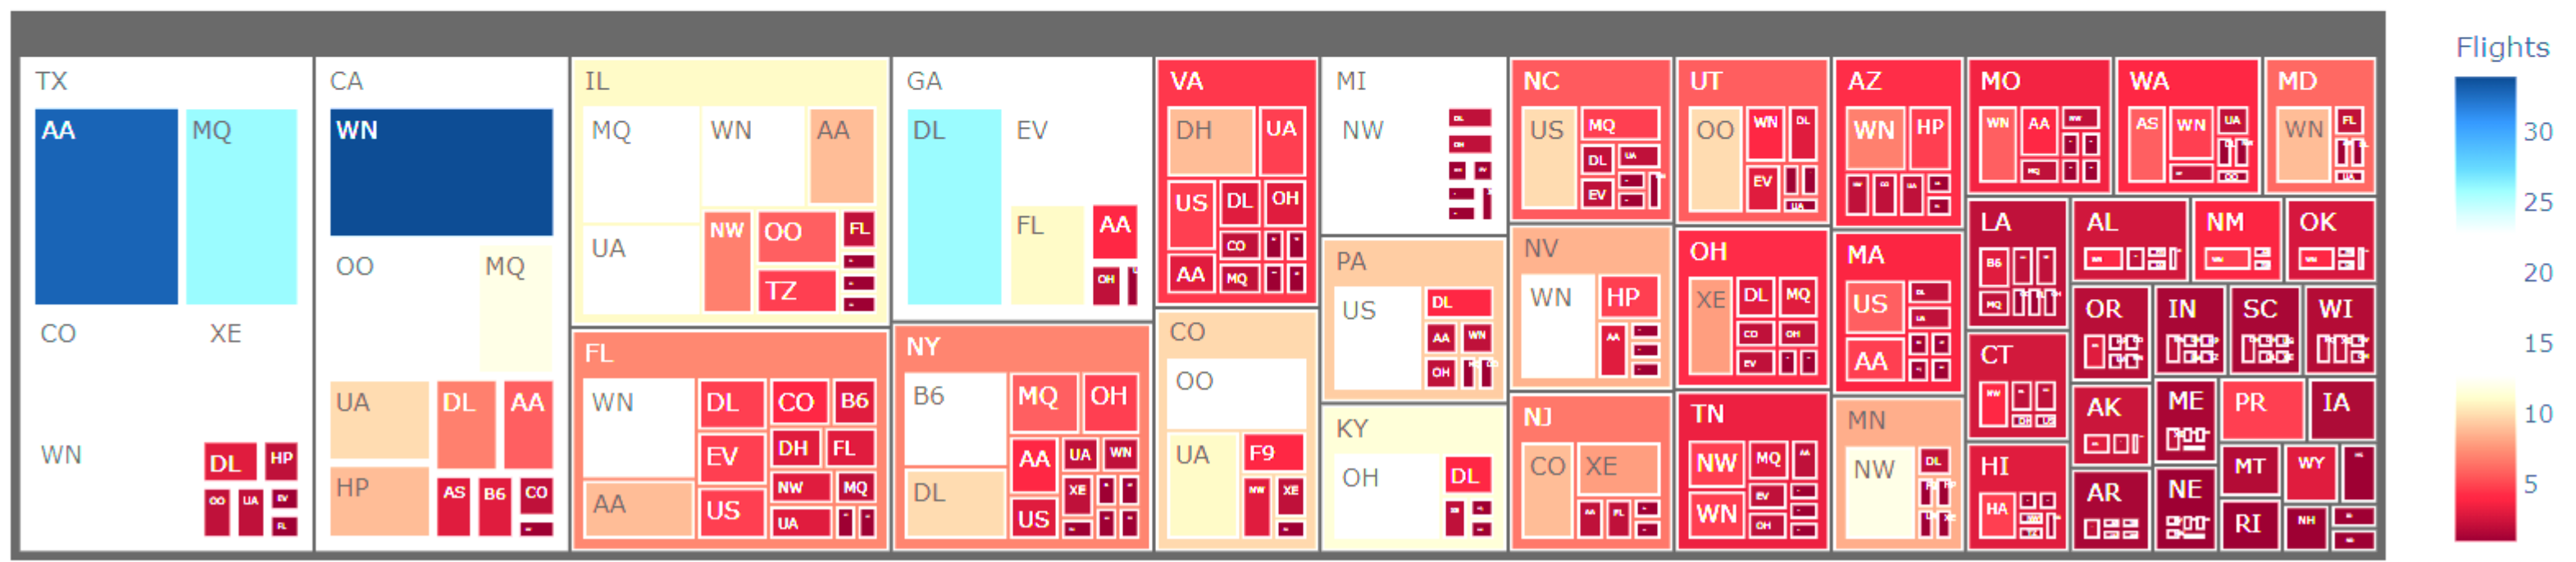 TX
AA
MQ
CO
XE
WN
DL
HP
OO
UA
EV
FL
CA
WN
OO
MQ
UA
DL
AA
HP
AS
B6
CO
IL
MQ
WN
AA
UA
NW
OO
FL
TZ
FL
WN
DL
CO
B6
EV
DH
FL
AA
US
NW
MQ
UA
GA
DL
EV
FL
AA
OH
NY
B6
MQ
OH
DL
AA
UA
WN
XE
US
VA
DH
UA
US
DL
OH
CO
AA
MQ
CO
OO
UA
F9
NW
XE
MI
NW
DL
OH
PA
US
DL
AA
WN
OH
KY
OH
DL
NC
US
MQ
DL
UA
EV
NV
WN
HP
AA
NJ
CO
XE
AA
FL
UT
OO
WN
DL
EV
UA
OH
XE
DL
MQ
CO
OH
EV
TN
NW
MQ
AA
WN
EV
OH
AZ
WN
HP
MA
US
DL
UA
AA
MN
NW
DL
MO
WN
AA
NW
MQ
WA
AS
WN
UA
OO
MD
WN
FL
UA
LA
B6
MQ
AL
NM
OK
CT
NW
OR
IN
SC
WI
HI
HA
AK
ME
PR
IA
AR
NE
MT
WY
RI
NH
Flights
30
25
20
15
10
5